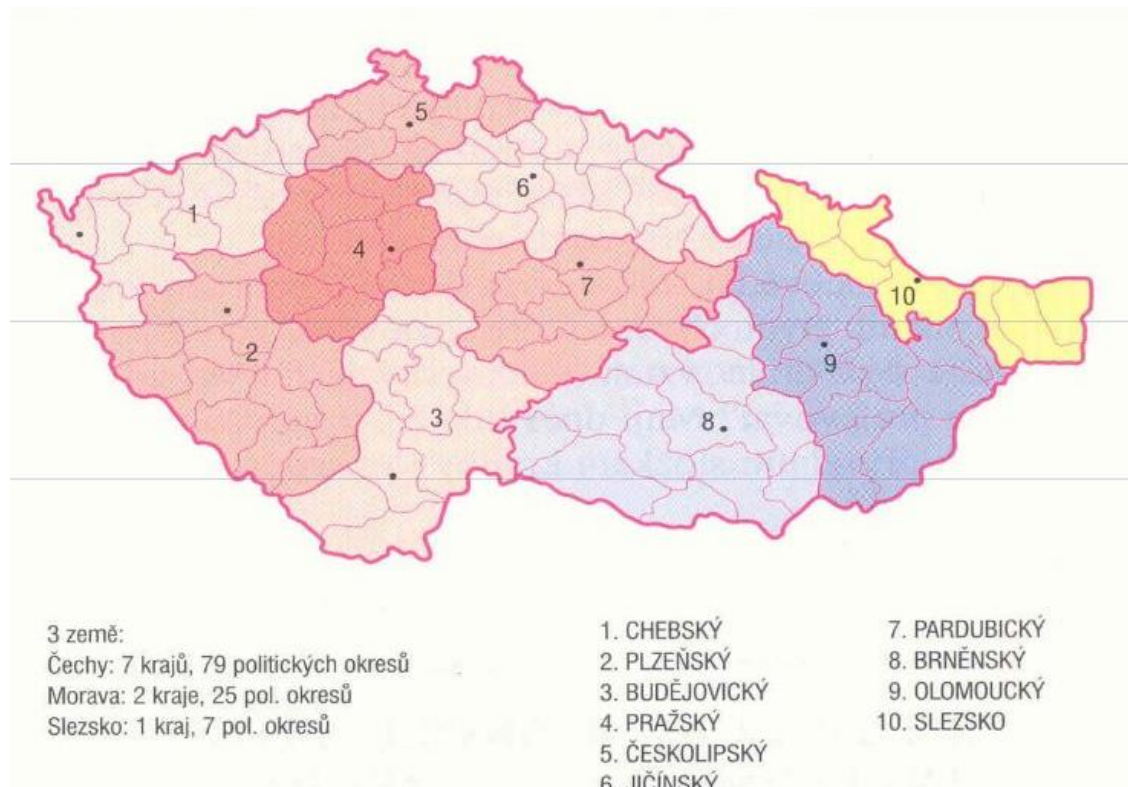 5
1
6
4
7
10
2
9
3
8
3 země:
Čechy: 7 krajů, 79 politických okresů
Morava: 2 kraje, 25 pol. okresů
Slezsko: 1 kraj, 7 pol. okresů
1. CHEBSKÝ
2. PLZEŇSKÝ
3. BUDĚJOVICKÝ
4. PRAŽSKÝ
5. ČESKOLIPSKÝ
6. JIČÍNSKÝ
7. PARDUBICKÝ
8. BRNĚNSKÝ
9. OLOMOUCKÝ
10. SLEZSKO